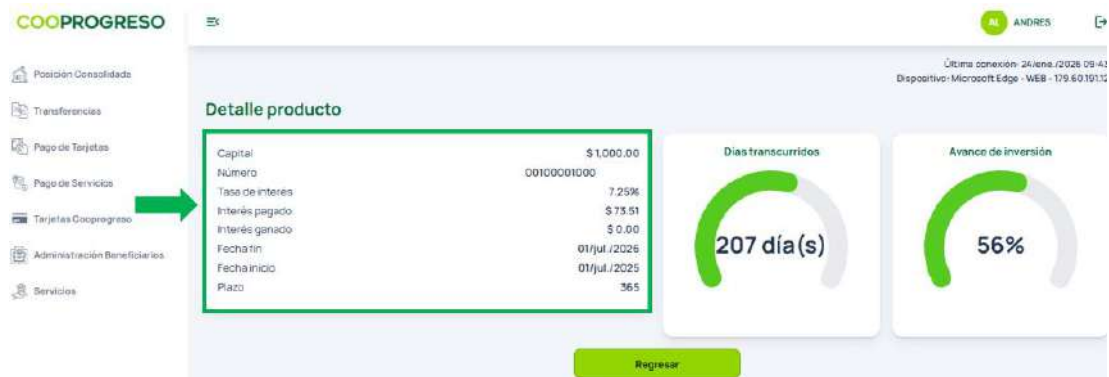 COOPROGRESO
AL ANDRES
Última conexión: 24/ene./2026 09:43
Dispositivo: Microsoft Edge - WEB - 179.60.191.12
Posición Consolidada
Transferencias
Pago de Tarjetas
Pago de Servicios
Tarjetas Cooprogreso
Administración Beneficiarios
Servicios
Detalle producto
Capital $ 1,000.00
Número 00100001000
Tasa de interés 7.25%
Interés pagado $ 73.51
Interés ganado $ 0.00
Fecha fin 01/jul./2026
Fecha inicio 01/jul./2025
Plazo 365
Días transcurridos
207 día(s)
Avance de inversión
56%
Regresar